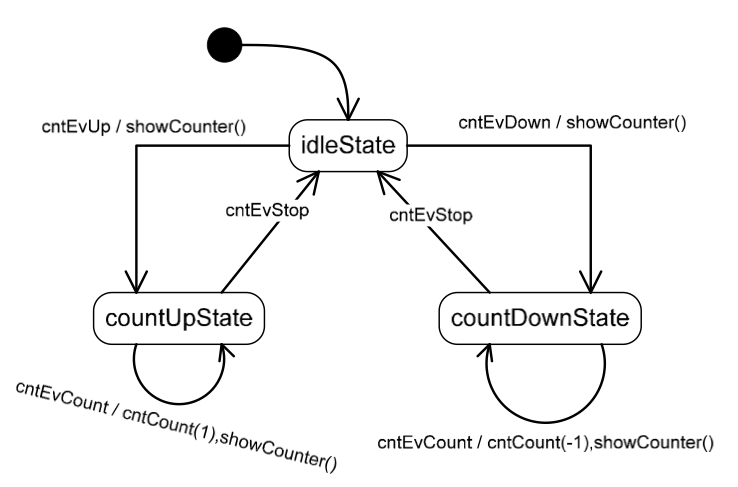 cntEvUp / showCounter()
cntEvDown / showCounter()
idleState
cntEvStop
cntEvStop
countUpState
countDownState
cntEvCount / cntCount(1),showCounter()
cntEvCount / cntCount(-1),showCounter()